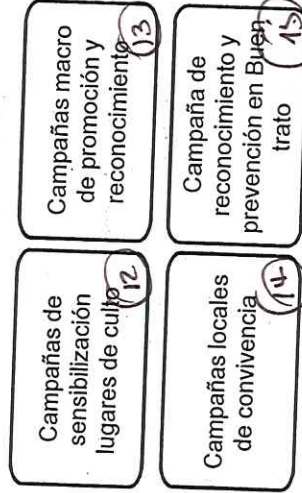 Campañas de
sensibilización
lugares de culto
12
Campañas macro
de promoción y
reconocimiento
13
Campañas locales
de convivencia
14
Campaña de
reconocimiento y
prevención en Buen
trato
15